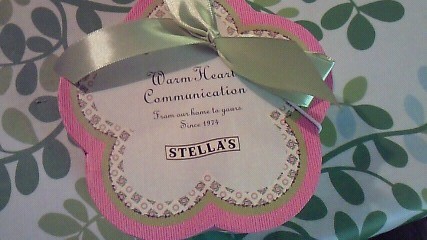 Warm Heart
Communication
From our home to yours
Since 1974
STELLA'S